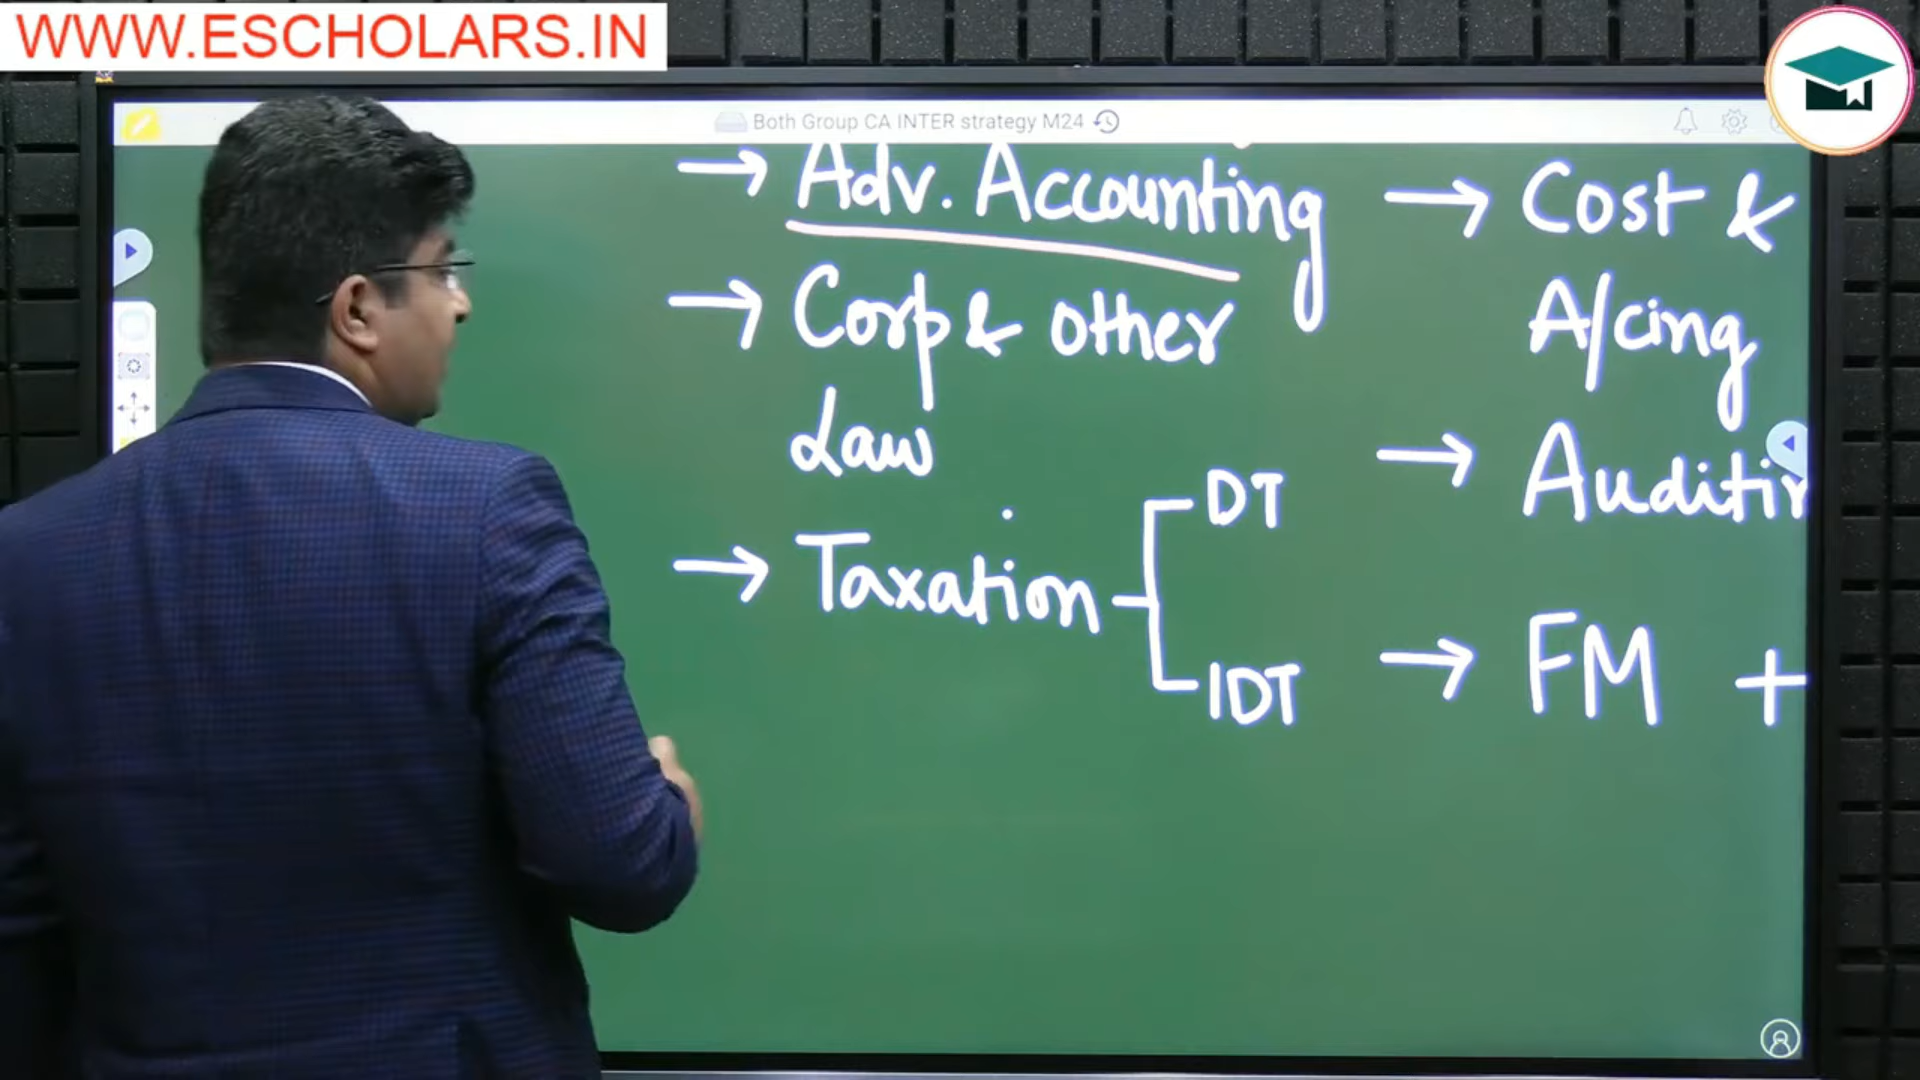 WWW.ESCHOLARS.IN
Both Group CA INTER strategy M24
→ Adv. Accounting
→ Corp & other
Law
→ Taxation
DT
IDT
→ Cost &
A/cing
→ Auditin
→ FM +